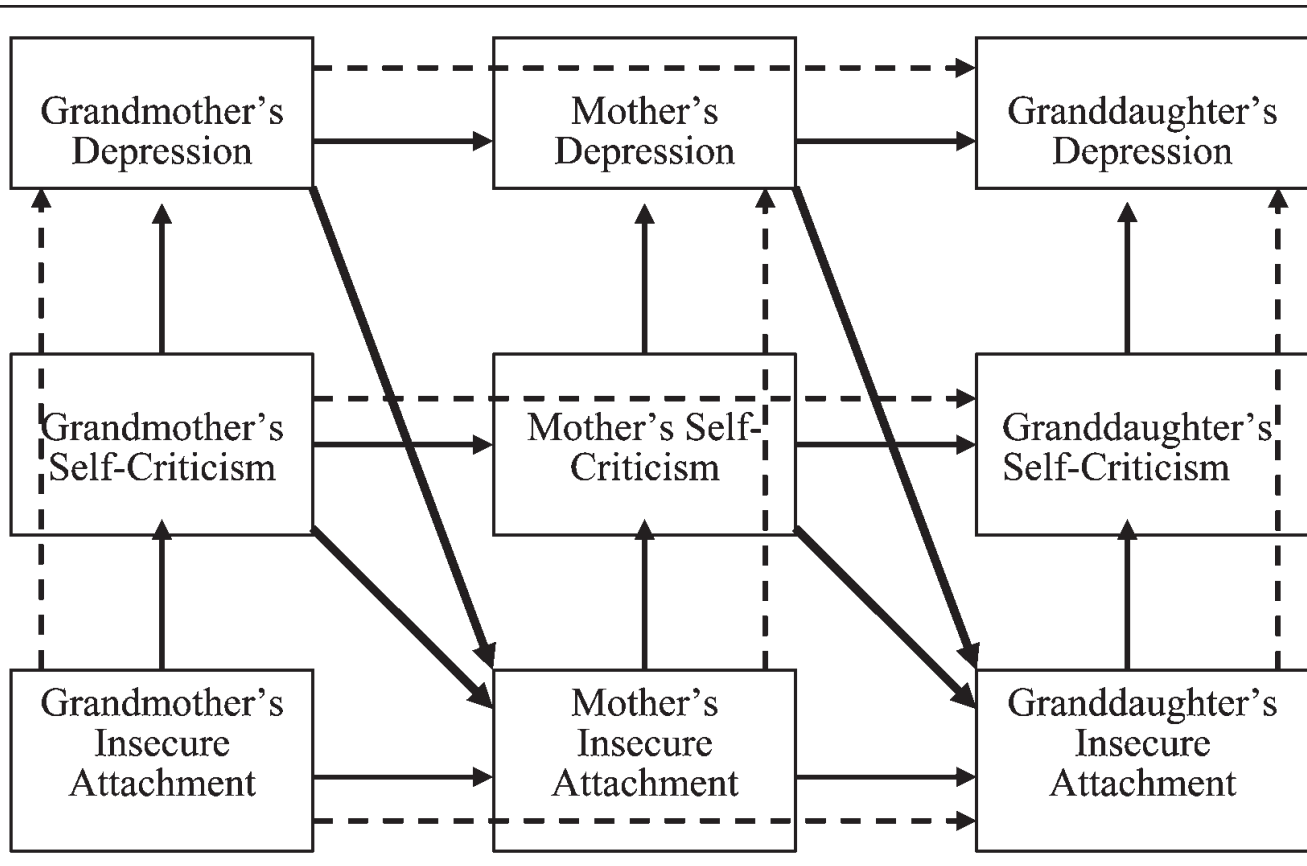 Grandmother's
Depression
Mother's
Depression
Granddaughter's
Depression
Grandmother's
Self-Criticism
Mother's Self-
Criticism
Granddaughter's
Self-Criticism
Grandmother's
Insecure
Attachment
Mother's
Insecure
Attachment
Granddaughter's
Insecure
Attachment